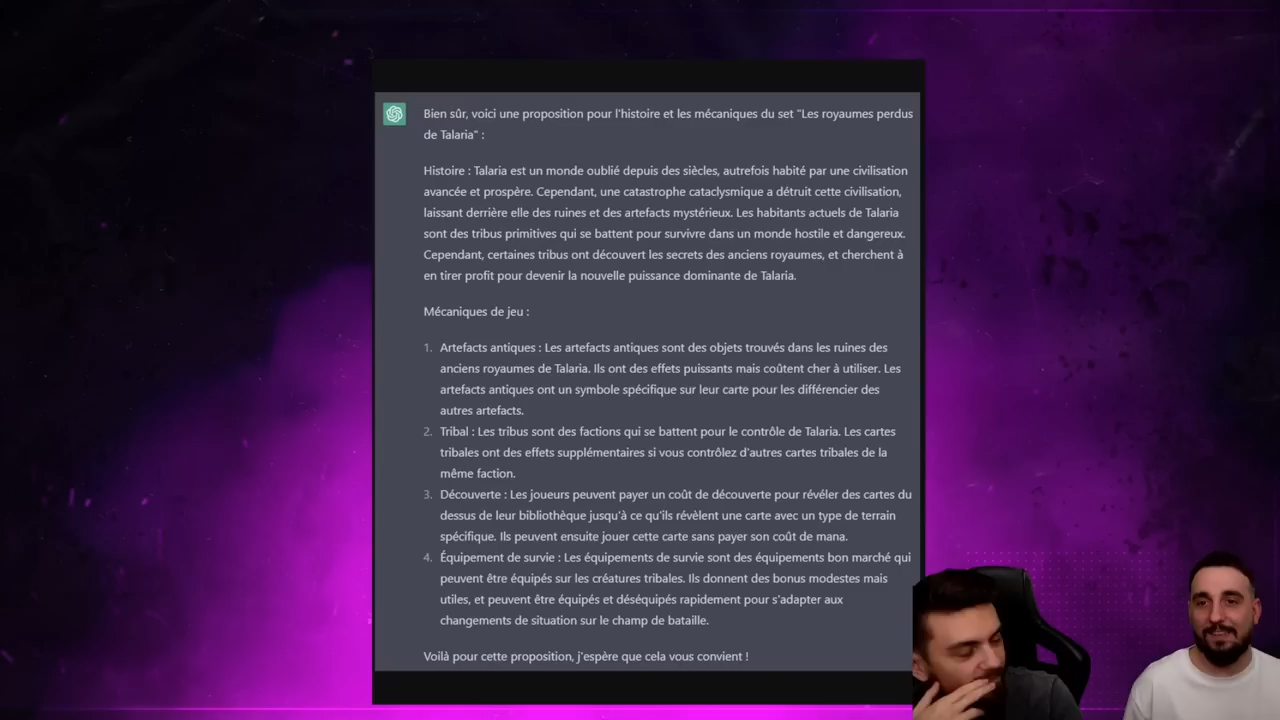 Bien sûr, voici une proposition pour l'histoire et les mécaniques du set "Les royaumes perdus
de Talaria" :
Histoire : Talaria est un monde oublié depuis des siècles, autrefois habité par une civilisation
avancée et prospère. Cependant, une catastrophe cataclysmique a détruit cette civilisation,
laissant derrière elle des ruines et des artefacts mystérieux. Les habitants actuels de Talaria
sont des tribus primitives qui se battent pour survivre dans un monde hostile et dangereux.
Cependant, certaines tribus ont découvert les secrets des anciens royaumes, et cherchent à
en tirer profit pour devenir la nouvelle puissance dominante de Talaria.
Mécaniques de jeu :
1. Artefacts antiques : Les artefacts antiques sont des objets trouvés dans les ruines des
anciens royaumes de Talaria. Ils ont des effets puissants mais coûtent cher à utiliser. Les
artefacts antiques ont un symbole spécifique sur leur carte pour les différencier des
autres artefacts.
2. Tribal : Les tribus sont des factions qui se battent pour le contrôle de Talaria. Les cartes
tribales ont des effets supplémentaires si vous contrôlez d'autres cartes tribales de la
même faction.
3. Découverte : Les joueurs peuvent payer un coût de découverte pour révéler des cartes du
dessus de leur bibliothèque jusqu'à ce qu'ils révèlent une carte avec un type de terrain
spécifique. Ils peuvent ensuite jouer cette carte sans payer son coût de mana.
4. Équipement de survie : Les équipements de survie sont des équipements bon marché qui
peuvent être équipés sur les créatures tribales. Ils donnent des bonus modestes mais
utiles, et peuvent être équipés et déséquipés rapidement pour s'adapter aux
changements de situation sur le champ de bataille.
Voilà pour cette proposition, j'espère que cela vous convient !